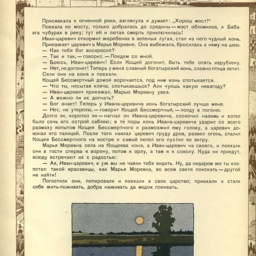 Прискакала к огненной реке, взглянула и думает: „Хорош мост!"
Поехала по мосту, только добралась до середины — мост обломился, и Баба-
яга чубурах в реку; тут ей и лютая смерть приключилась!
Иван-царевич откормил жеребенка в зеленых лугах, стал из него чудный конь.
Приезжает царевич к Марье Моревне. Она выбежала, бросилась к нему на шею.
— Как тебя бог воскресил?
— Так и так, — говорит. — Поедем со мной.
— Боюсь, Иван-царевич! Если Кощей догонит, быть тебе опять изрублену.
— Нет, не догонит! Теперь у меня славный богатырский конь, словно птица летит.
Сели они на коня и поехали.
Кощей Бессмертный домой ворочается, под ним конь спотыкается.
— Что ты, несытая кляча, спотыкаешься? Али чуешь какую невзгоду?
— Иван-царевич приезжал, Марью Моревну увез.
— А можно ли их догнать?
— Бог знает! Теперь у Ивана-царевича конь богатырский лучше меня.
— Нет, не утерплю, — говорит Кощей Бессмертный, — поеду в погоню.
Долго ли, коротко ли — нагнал он Ивана-царевича, соскочил наземь и хотел
было сечь его острой саблею; в те поры конь Ивана-царевича ударил со всего
размаху копытом Кощея Бессмертного и размозжил ему голову, а царевич до-
конал его палицей. После того наклал царевич груду дров, развел огонь, спалил
Кощея Бессмертного на костре и самый пепел его пустил по ветру.
Марья Моревна села на Кощеева коня, а Иван-царевич на своего, и поехали
они в гости сперва к ворону, потом к орлу, а там и к соколу. Куда ни приедут,
всюду встречают их с радостью:
— Ах, Иван-царевич, а уж мы не чаяли тебя видеть. Ну, да недаром же ты хло-
потал: такой красавицы, как Марья Моревна, во всем свете поискать — другой
не найти!
Погостили они, попировали и поехали в свое царство; приехали и стали
себе жить-поживать, добра наживать да медок попивать.